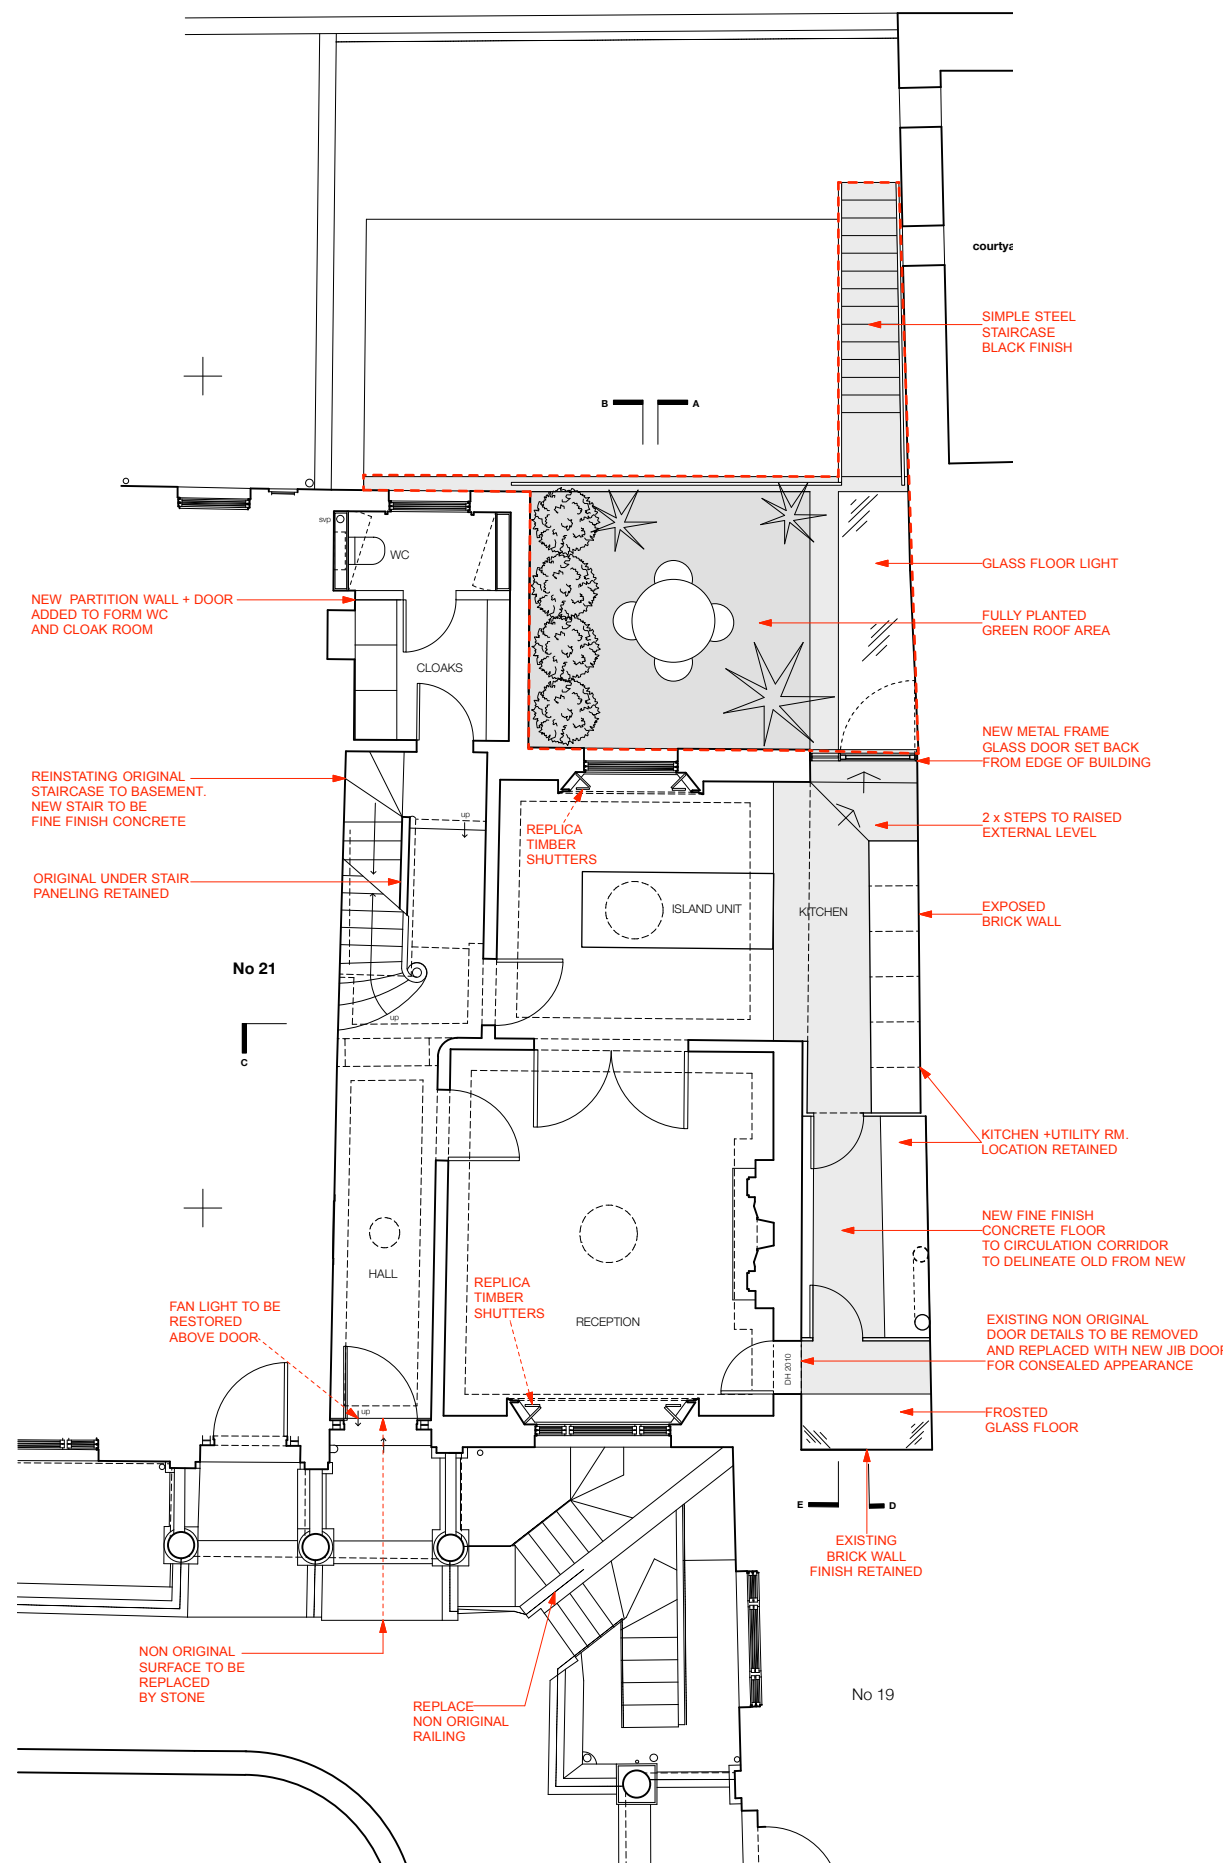 courtya
SIMPLE STEEL
STAIRCASE
BLACK FINISH
B
A
svp
WC
GLASS FLOOR LIGHT
NEW PARTITION WALL + DOOR
ADDED TO FORM WC
AND CLOAK ROOM
FULLY PLANTED
GREEN ROOF AREA
CLOAKS
NEW METAL FRAME
GLASS DOOR SET BACK
FROM EDGE OF BUILDING
REINSTATING ORIGINAL
STAIRCASE TO BASEMENT.
NEW STAIR TO BE
FINE FINISH CONCRETE
up
REPLICA
TIMBER
SHUTTERS
2 x STEPS TO RAISED
EXTERNAL LEVEL
ORIGINAL UNDER STAIR
PANELING RETAINED
ISLAND UNIT
KITCHEN
EXPOSED
BRICK WALL
No 21
up
C
KITCHEN +UTILITY RM.
LOCATION RETAINED
NEW FINE FINISH
CONCRETE FLOOR
TO CIRCULATION CORRIDOR
TO DELINEATE OLD FROM NEW
HALL
REPLICA
TIMBER
SHUTTERS
FAN LIGHT TO BE
RESTORED
ABOVE DOOR
RECEPTION
EXISTING NON ORIGINAL
DOOR DETAILS TO BE REMOVED
AND REPLACED WITH NEW JIB DOOR
FOR CONSEALED APPEARANCE
DH 2010
up
FROSTED
GLASS FLOOR
E
D
EXISTING
BRICK WALL
FINISH RETAINED
NON ORIGINAL
SURFACE TO BE
REPLACED
BY STONE
REPLACE
NON ORIGINAL
RAILING
No 19